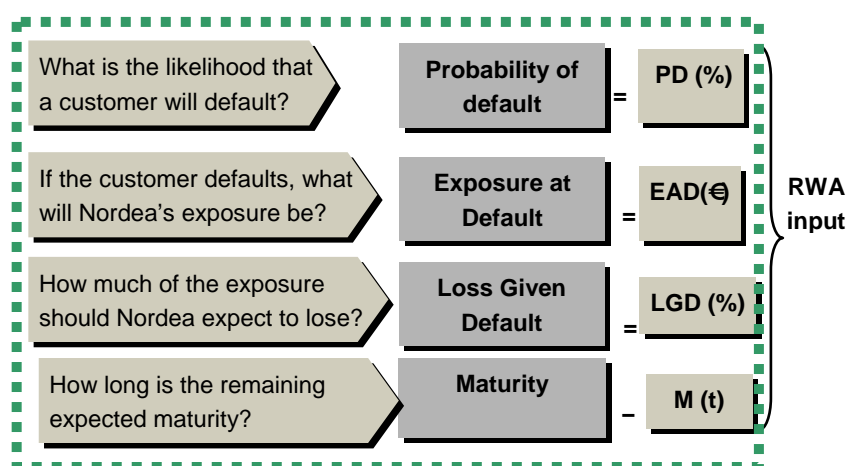 What is the likelihood that
a customer will default?
Probability of
default
=
PD (%)
If the customer defaults, what
will Nordea's exposure be?
Exposure at
Default
=
EAD(€)
RWA
input
How much of the exposure
should Nordea expect to lose?
Loss Given
Default
=
LGD (%)
How long is the remaining
expected maturity?
Maturity
–
M (t)